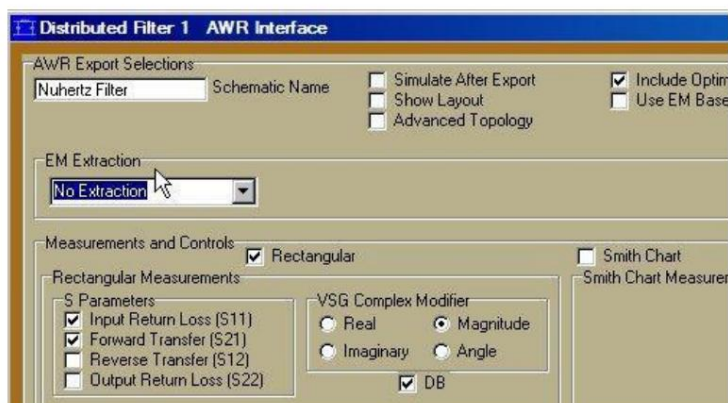 Distributed Filter 1 AWR Interface
AWR Export Selections
Nuhertz Filter Schematic Name
Simulate After Export
Show Layout
Advanced Topology
Include Optim
Use EM Base
EM Extraction
No Extraction
Measurements and Controls
Rectangular
Smith Chart
Rectangular Measurements
Smith Chart Measurer
S Parameters
Input Return Loss (S11)
Forward Transfer (S21)
Reverse Transfer (S12)
Output Return Loss (S22)
VSG Complex Modifier
Real Magnitude
Imaginary Angle
DB